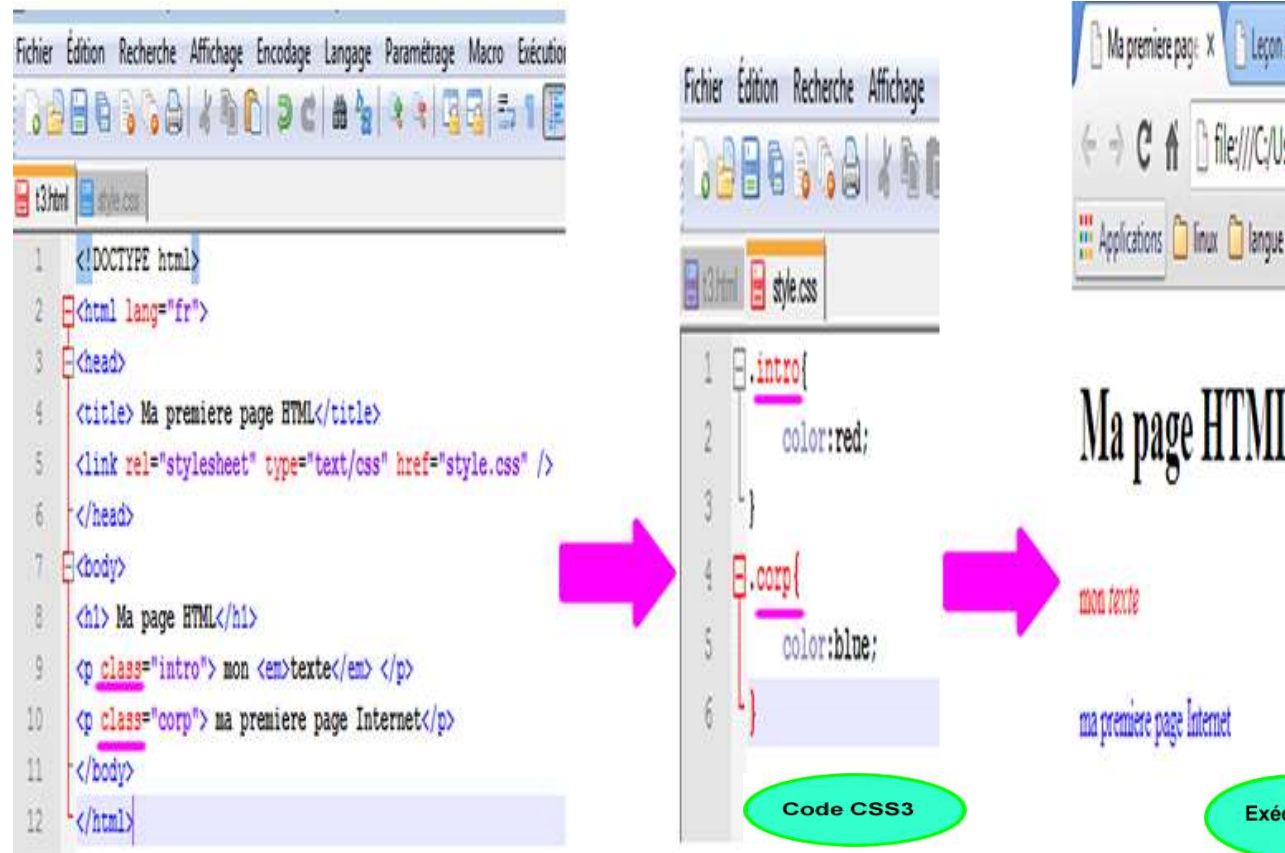 Fichier Édition Recherche Affichage Encodage Langage Paramétrage Macro Exécution
t3.html style.css
1 <!DOCTYPE html>
2 <html lang="fr">
3 <head>
4 <title> Ma premiere page HTML</title>
5 <link rel="stylesheet" type="text/css" href="style.css" />
6 </head>
7 <body>
8 <h1> Ma page HTML</h1>
9 <p class="intro"> mon <em>texte</em> </p>
10 <p class="corp"> ma premiere page Internet</p>
11 </body>
12 </html>
Fichier Édition Recherche Affichage
t3.html style.css
1 .intro{
2 color:red;
3 }
4 .corp{
5 color:blue;
6 }
Code CSS3
Ma premiere page Leçon
file:///C:/Us
Applications linux langue
Ma page HTML
mon texte
ma premiere page Internet
Exéc